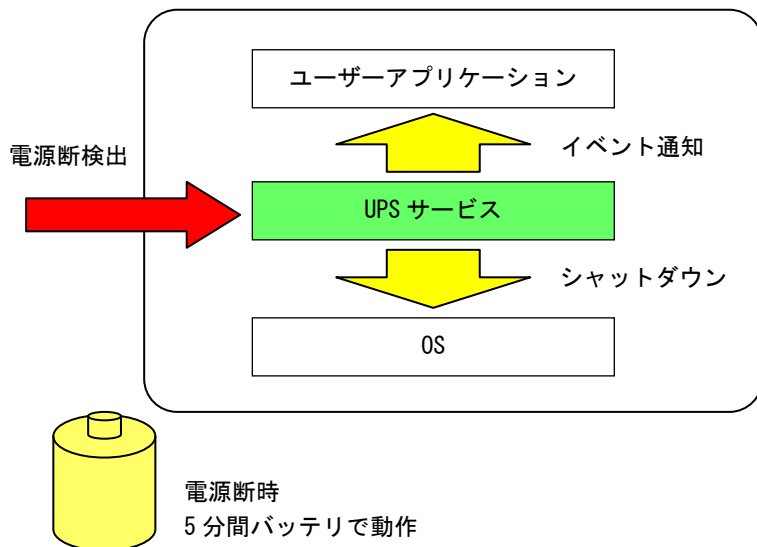 ユーザーアプリケーション
電源断検出
イベント通知
UPS サービス
シャットダウン
OS
電源断時
5 分間バッテリで動作